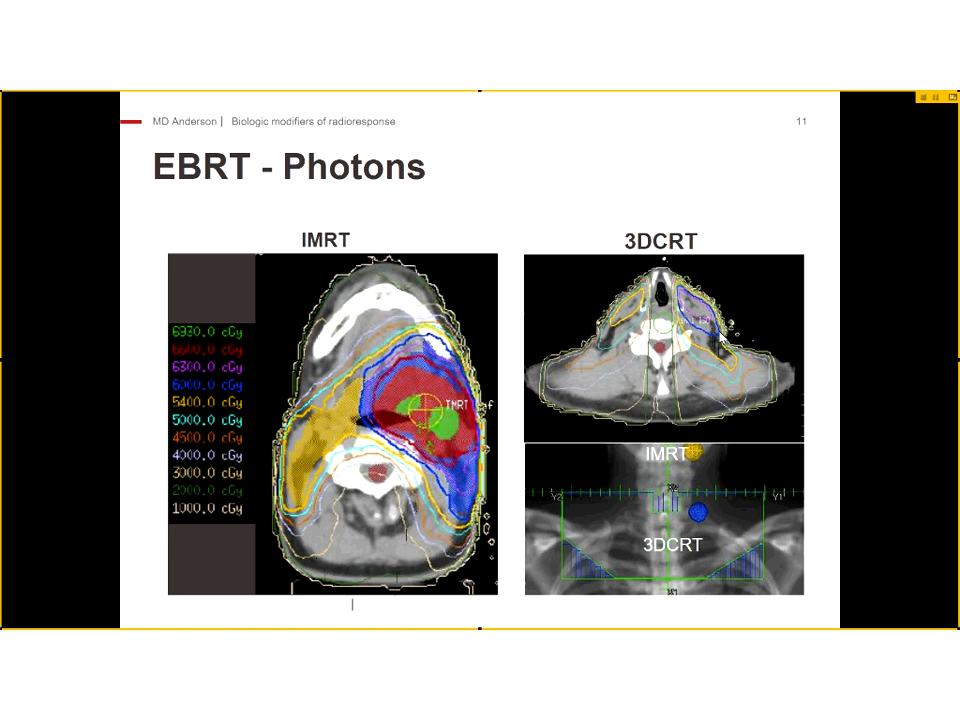 MD Anderson | Biologic modifiers of radioresponse
11
EBRT - Photons
IMRT
3DCRT
6930.0 cGy
6600.0 cGy
6300.0 cGy
6000.0 cGy
5400.0 cGy
5000.0 cGy
4500.0 cGy
4000.0 cGy
3000.0 cGy
2000.0 cGy
1000.0 cGy
IMRT
IMRT
Y2
Y1
3DCRT